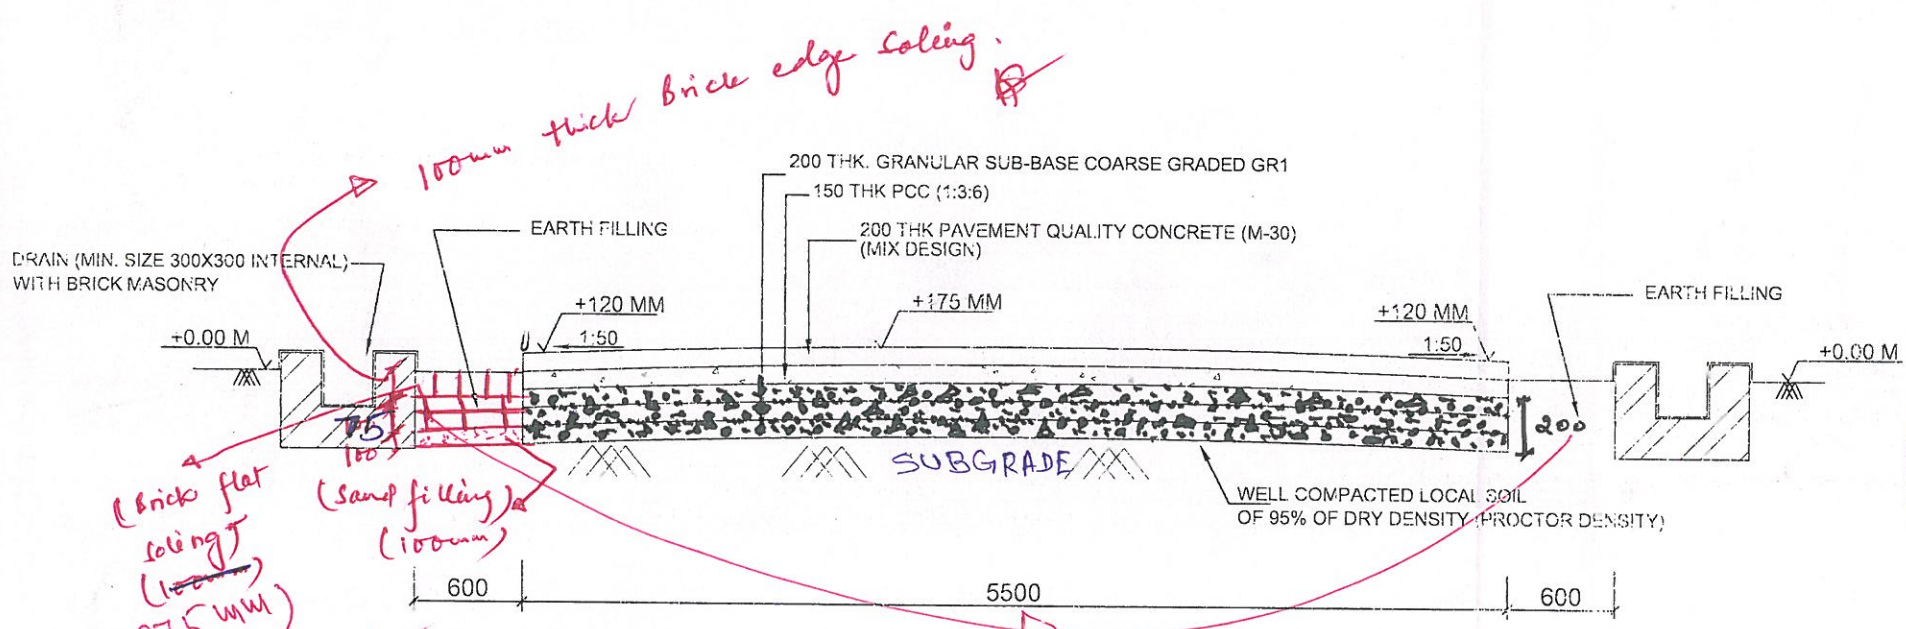 100mm thick Brick edge Soling.
200 THK. GRANULAR SUB-BASE COARSE GRADED GR1
150 THK PCC (1:3:6)
EARTH FILLING
200 THK PAVEMENT QUALITY CONCRETE (M-30)
(MIX DESIGN)
DRAIN (MIN. SIZE 300X300 INTERNAL)
WITH BRICK MASONRY
+120 MM
+175 MM
+120 MM
EARTH FILLING
+0.00 M
1:50
1:50
+0.00 M
75
100
200
SUBGRADE
(Brick flat
soling)
(100mm)
75 mm)
(Sand filling)
(100mm)
WELL COMPACTED LOCAL SOIL
OF 95% OF DRY DENSITY (PROCTOR DENSITY)
600
5500
600